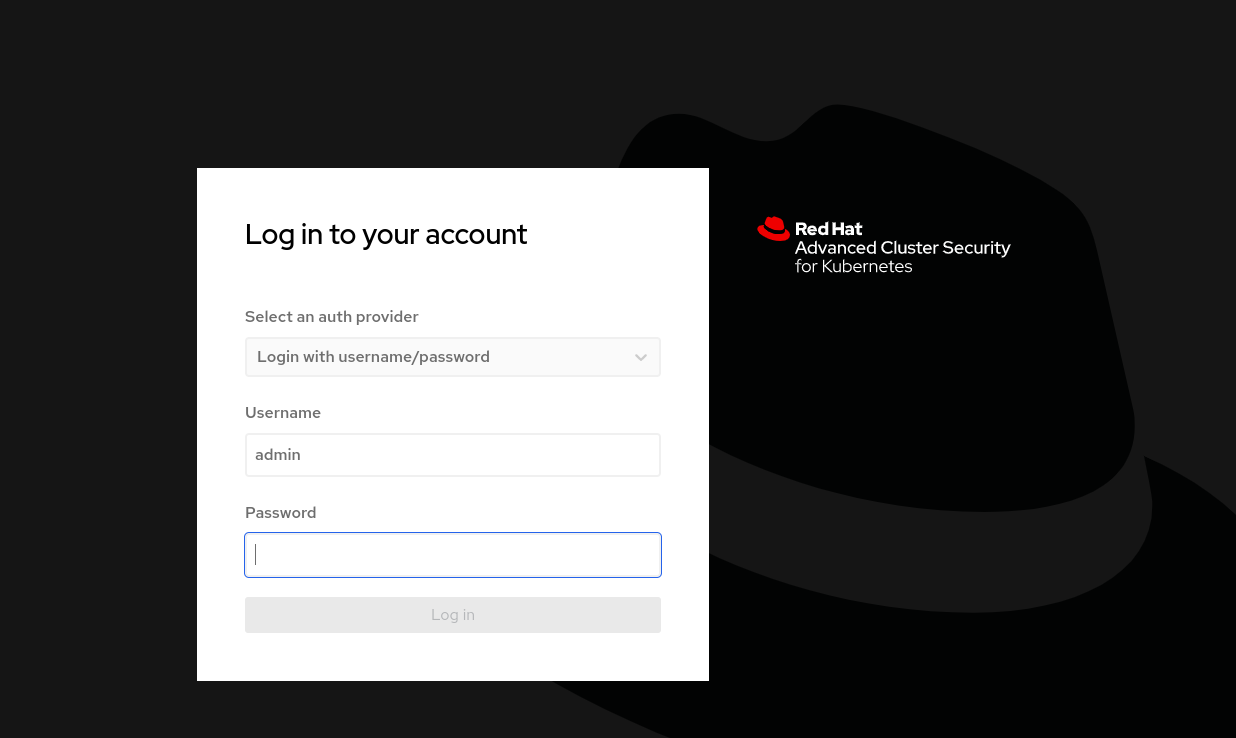 Log in to your account
Select an auth provider
Login with username/password
Username
admin
Password
Log in
Red Hat
Advanced Cluster Security
for Kubernetes